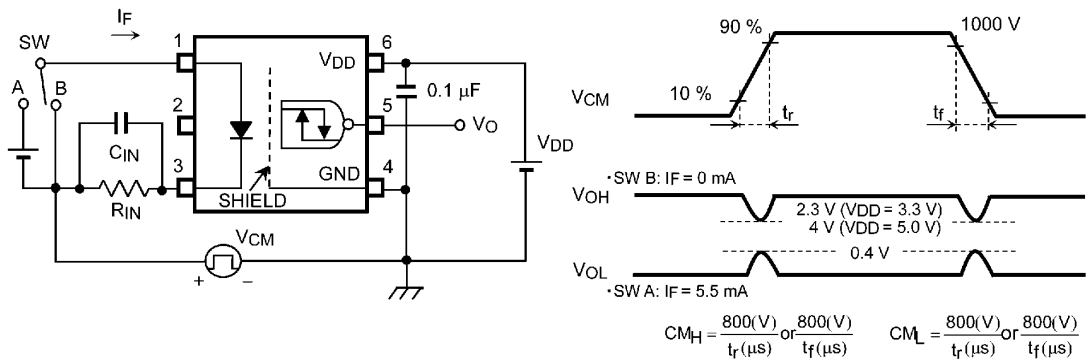 IF
SW
1
6
VDD
A
B
2
0.1 μF
5
VO
CIN
VDD
3
GND
4
RIN
SHIELD
VCM
+
−
90 %
1000 V
VCM
10 %
tr
tf
・SW B: IF = 0 mA
VOH
2.3 V (VDD = 3.3 V)
4 V (VDD = 5.0 V)
0.4 V
VOL
・SW A: IF = 5.5 mA
CMH = 800(V) / tr(μs) or 800(V) / tf(μs)
CML = 800(V) / tr(μs) or 800(V) / tf(μs)